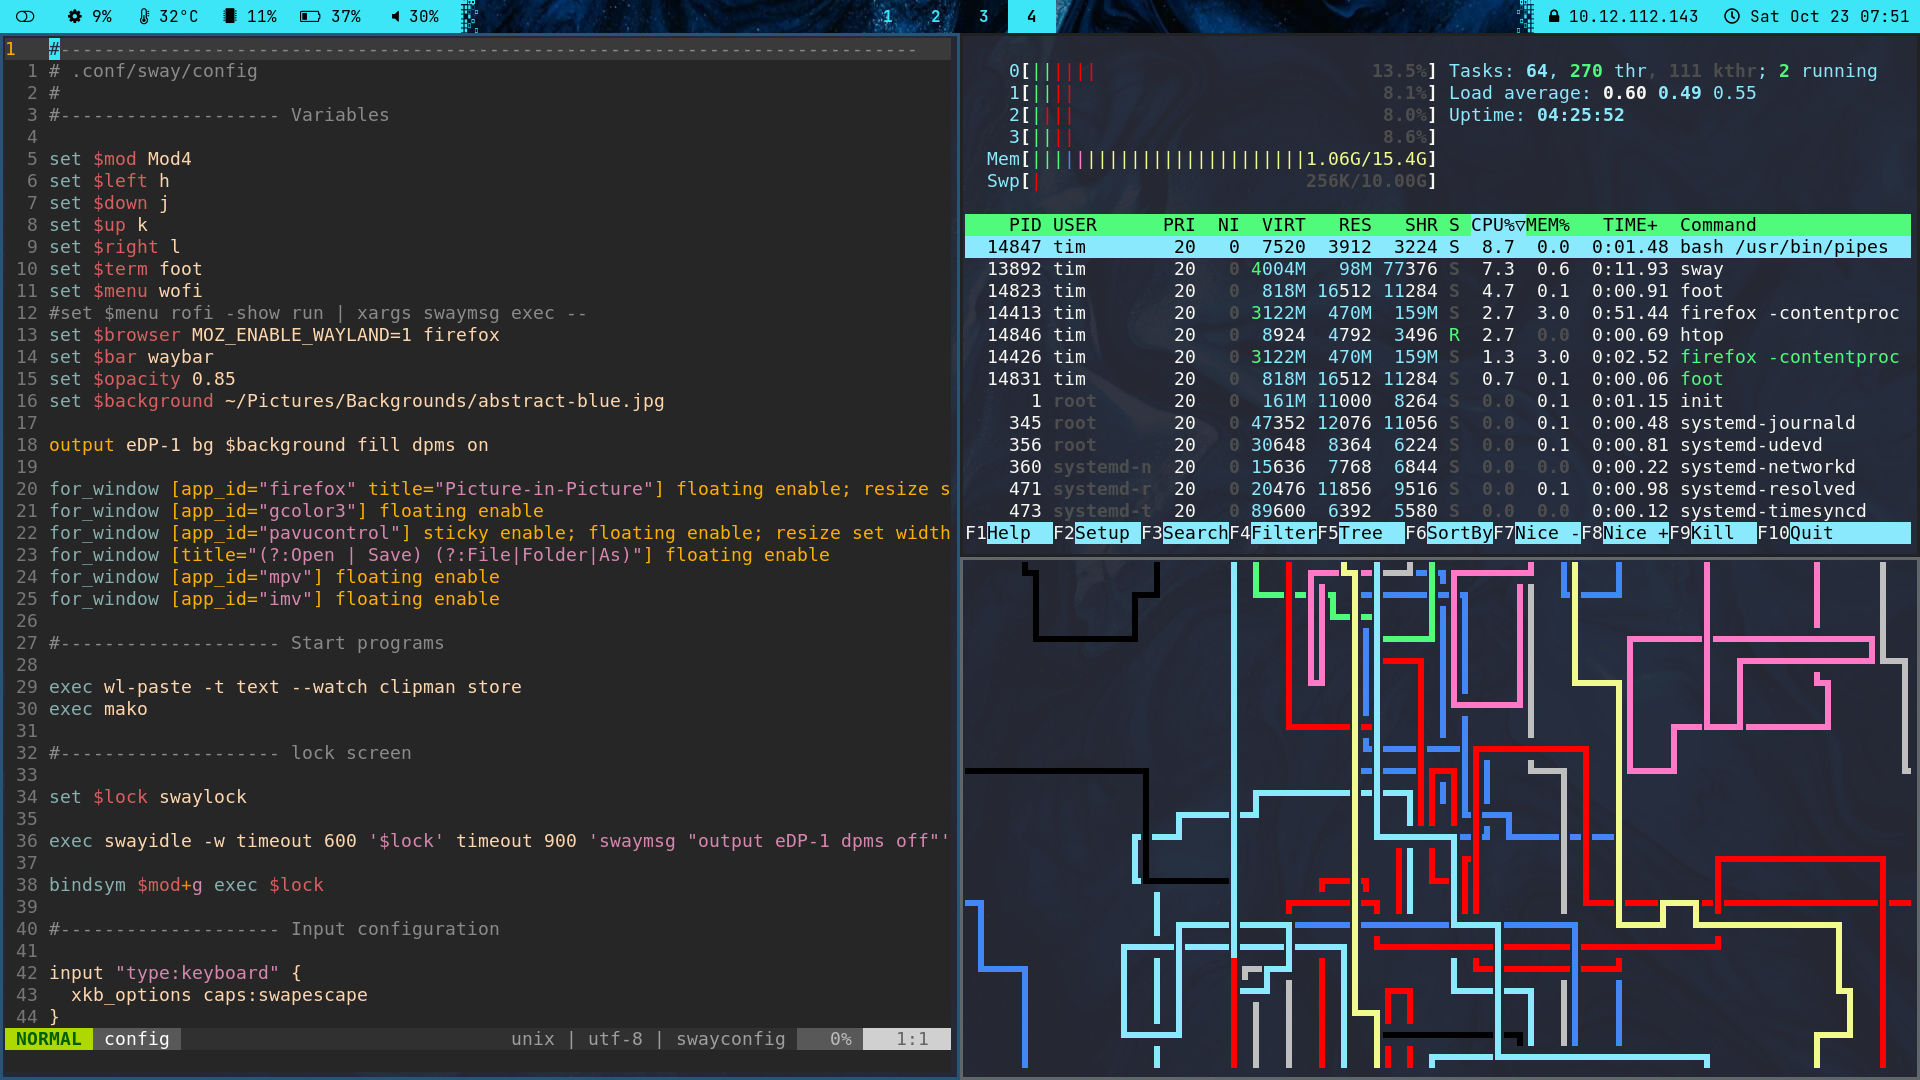 9% 32°C 11% 37% 30% 1 2 3 4 10.12.112.143 Sat Oct 23 07:51
1 #------------------------------------------------------------------------------
1 # .conf/sway/config
2 #
3 #-------------------- Variables
4
5 set $mod Mod4
6 set $left h
7 set $down j
8 set $up k
9 set $right l
10 set $term foot
11 set $menu wofi
12 #set $menu rofi -show run | xargs swaymsg exec --
13 set $browser MOZ_ENABLE_WAYLAND=1 firefox
14 set $bar waybar
15 set $opacity 0.85
16 set $background ~/Pictures/Backgrounds/abstract-blue.jpg
17
18 output eDP-1 bg $background fill dpms on
19
20 for_window [app_id="firefox" title="Picture-in-Picture"] floating enable; resize s
21 for_window [app_id="gcolor3"] floating enable
22 for_window [app_id="pavucontrol"] sticky enable; floating enable; resize set width
23 for_window [title="(?:Open | Save) (?:File|Folder|As)"] floating enable
24 for_window [app_id="mpv"] floating enable
25 for_window [app_id="imv"] floating enable
26
27 #-------------------- Start programs
28
29 exec wl-paste -t text --watch clipman store
30 exec mako
31
32 #-------------------- lock screen
33
34 set $lock swaylock
35
36 exec swayidle -w timeout 600 '$lock' timeout 900 'swaymsg "output eDP-1 dpms off"'
37
38 bindsym $mod+g exec $lock
39
40 #-------------------- Input configuration
41
42 input "type:keyboard" {
43 xkb_options caps:swapescape
44 }
NORMAL config unix | utf-8 | swayconfig 0% 1:1
0[|||||| 13.5%] Tasks: 64, 270 thr, 111 kthr; 2 running
1[|||| 8.1%] Load average: 0.60 0.49 0.55
2[|||| 8.0%] Uptime: 04:25:52
3[|||| 8.6%]
Mem[|||||||||||||||||||||||||1.06G/15.4G]
Swp[| 256K/10.00G]
PID USER PRI NI VIRT RES SHR S CPU%▽MEM% TIME+ Command
14847 tim 20 0 7520 3912 3224 S 8.7 0.0 0:01.48 bash /usr/bin/pipes
13892 tim 20 0 4004M 98M 77376 S 7.3 0.6 0:11.93 sway
14823 tim 20 0 818M 16512 11284 S 4.7 0.1 0:00.91 foot
14413 tim 20 0 3122M 470M 159M S 2.7 3.0 0:51.44 firefox -contentproc
14846 tim 20 0 8924 4792 3496 R 2.7 0.0 0:00.69 htop
14426 tim 20 0 3122M 470M 159M S 1.3 3.0 0:02.52 firefox -contentproc
14831 tim 20 0 818M 16512 11284 S 0.7 0.1 0:00.06 foot
1 root 20 0 161M 11000 8264 S 0.0 0.1 0:01.15 init
345 root 20 0 47352 12076 11056 S 0.0 0.1 0:00.48 systemd-journald
356 root 20 0 30648 8364 6224 S 0.0 0.1 0:00.81 systemd-udevd
360 systemd-n 20 0 15636 7768 6844 S 0.0 0.0 0:00.22 systemd-networkd
471 systemd-r 20 0 20476 11856 9516 S 0.0 0.1 0:00.98 systemd-resolved
473 systemd-t 20 0 89600 6392 5580 S 0.0 0.0 0:00.12 systemd-timesyncd
F1Help F2Setup F3SearchF4FilterF5Tree F6SortByF7Nice -F8Nice +F9Kill F10Quit